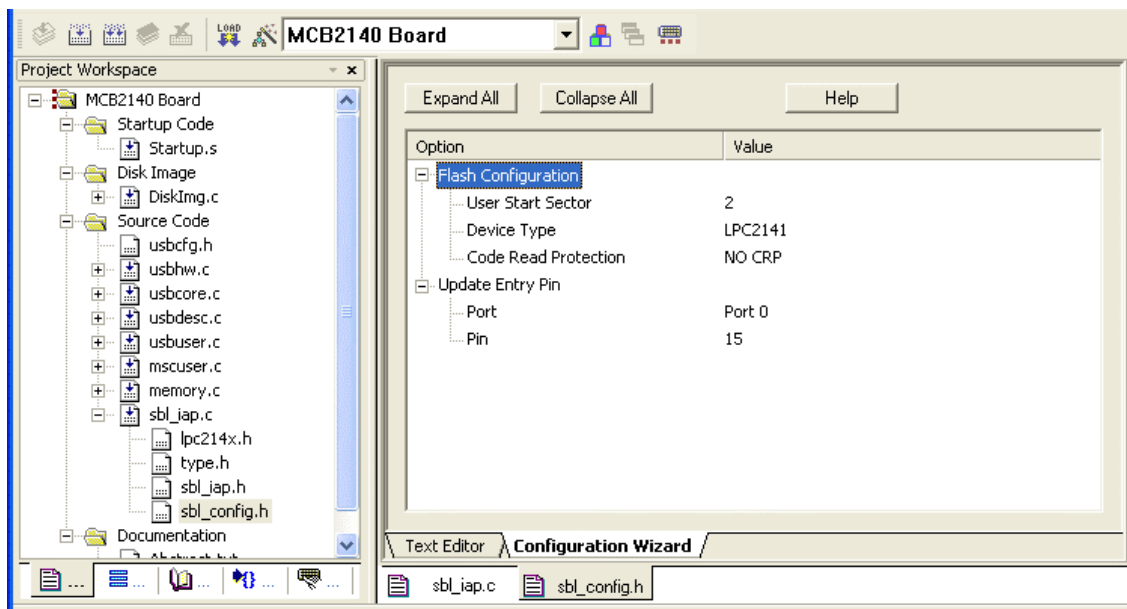 LOAD
MCB2140 Board
Project Workspace
MCB2140 Board
Startup Code
Startup.s
Disk Image
DiskImg.c
Source Code
usbcfg.h
usbhw.c
usbcore.c
usbdesc.c
usbuser.c
mscuser.c
memory.c
sbl_iap.c
lpc214x.h
type.h
sbl_iap.h
sbl_config.h
Documentation
... ... ... ... ...
Expand All Collapse All Help
Option Value
Flash Configuration
User Start Sector 2
Device Type LPC2141
Code Read Protection NO CRP
Update Entry Pin
Port Port 0
Pin 15
Text Editor Configuration Wizard
sbl_iap.c sbl_config.h